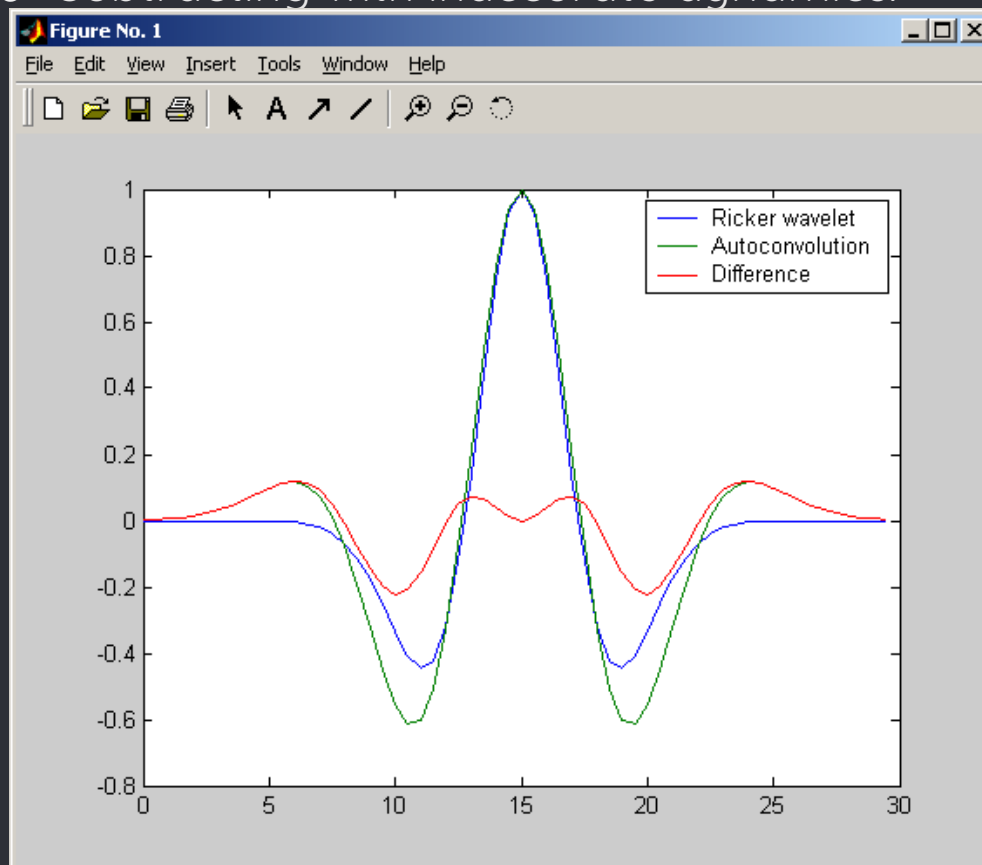 Figure No. 1
File Edit View Insert Tools Window Help
A
1
0.8
0.6
0.4
0.2
0
-0.2
-0.4
-0.6
-0.8
0 5 10 15 20 25 30
Ricker wavelet
Autoconvolution
Difference